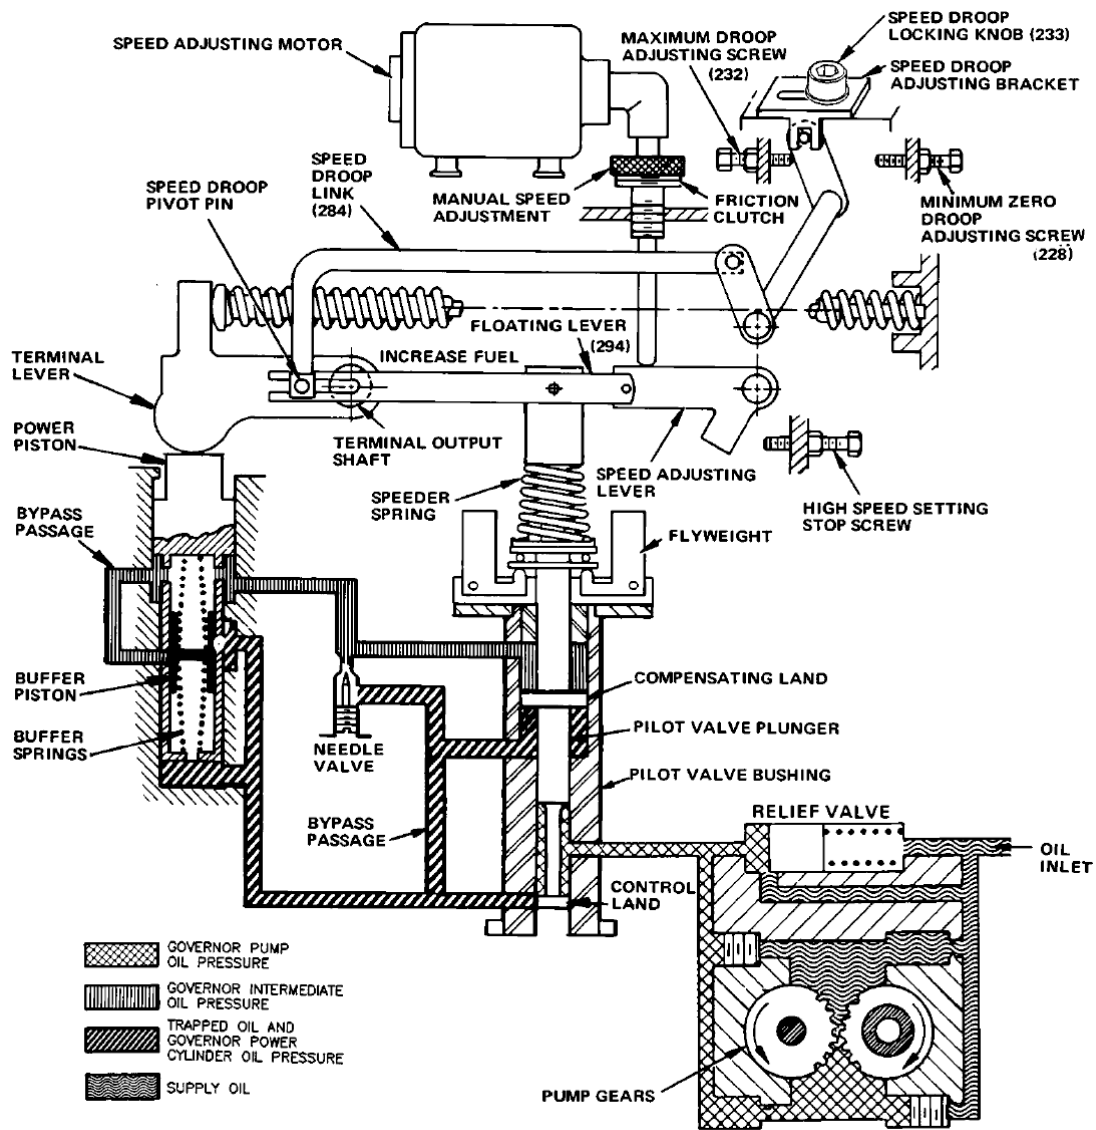 SPEED ADJUSTING MOTOR
MAXIMUM DROOP
ADJUSTING SCREW
(232)
SPEED DROOP
LOCKING KNOB (233)
SPEED DROOP
ADJUSTING BRACKET
SPEED
DROOP
LINK
(284)
SPEED DROOP
PIVOT PIN
MANUAL SPEED
ADJUSTMENT
FRICTION
CLUTCH
MINIMUM ZERO
DROOP
ADJUSTING SCREW
(228)
FLOATING LEVER
(294)
INCREASE FUEL
TERMINAL
LEVER
POWER
PISTON
TERMINAL OUTPUT
SHAFT
SPEEDER
SPRING
SPEED ADJUSTING
LEVER
HIGH SPEED SETTING
STOP SCREW
BYPASS
PASSAGE
FLYWEIGHT
BUFFER
PISTON
COMPENSATING LAND
BUFFER
SPRINGS
NEEDLE
VALVE
PILOT VALVE PLUNGER
PILOT VALVE BUSHING
BYPASS
PASSAGE
RELIEF VALVE
OIL
INLET
CONTROL
LAND
GOVERNOR PUMP
OIL PRESSURE
GOVERNOR INTERMEDIATE
OIL PRESSURE
TRAPPED OIL AND
GOVERNOR POWER
CYLINDER OIL PRESSURE
SUPPLY OIL
PUMP GEARS